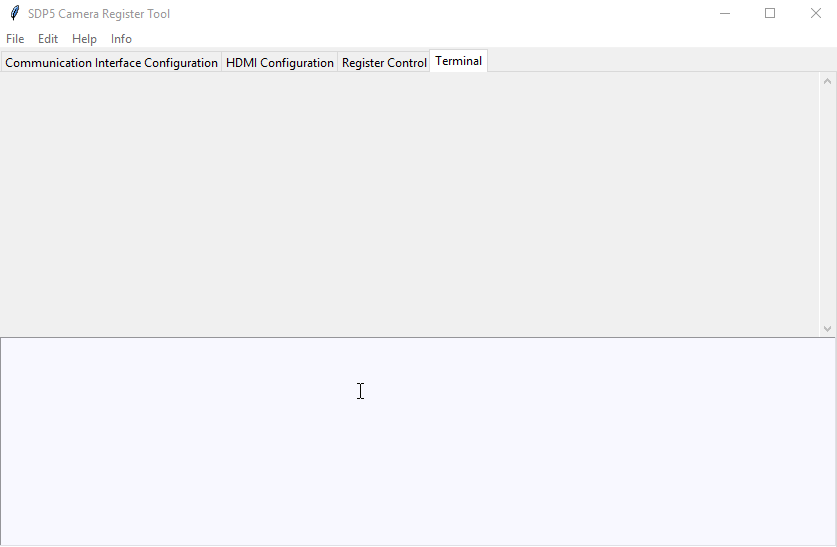 SDP5 Camera Register Tool
File Edit Help Info
Communication Interface Configuration HDMI Configuration Register Control Terminal